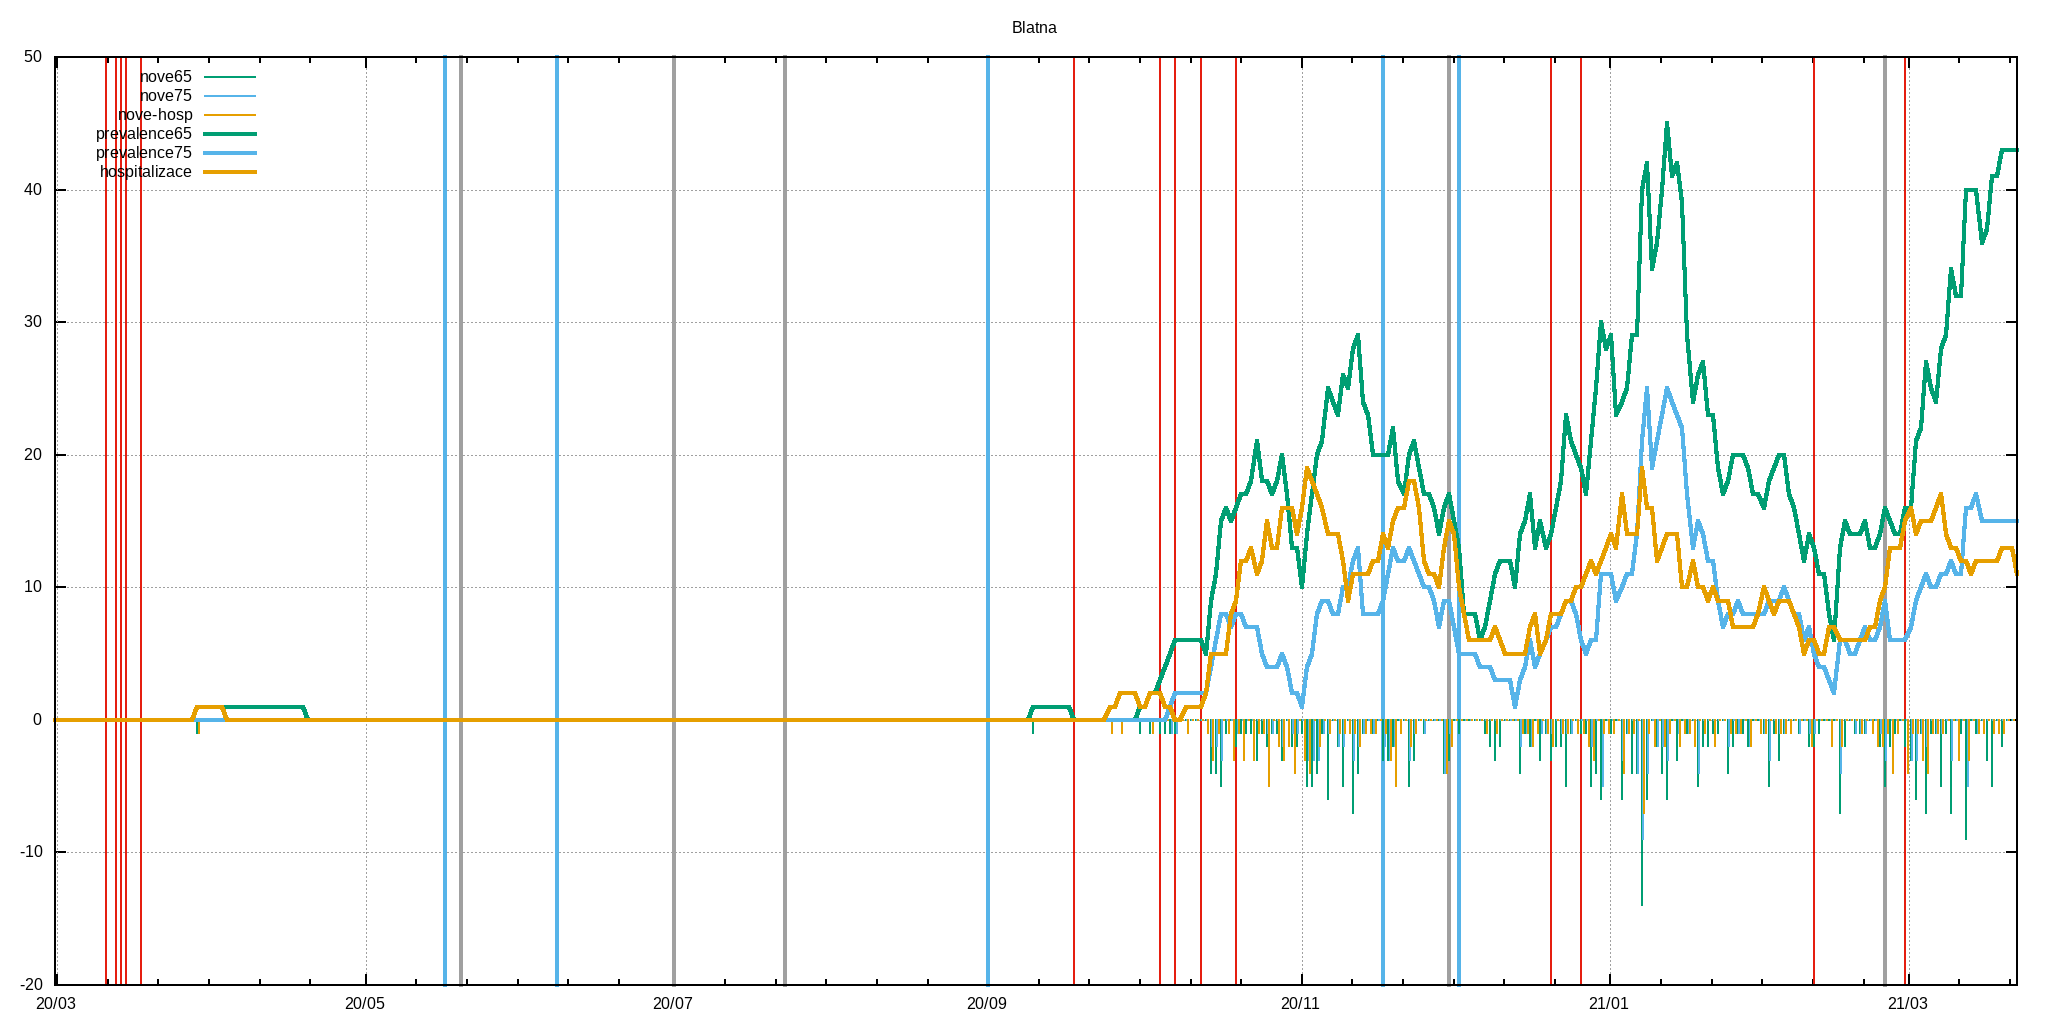 Blatna
50
nove65
nove75
nove-hosp
prevalence65
prevalence75
hospitalizace
40
30
20
10
0
-10
-20
20/03 20/05 20/07 20/09 20/11 21/01 21/03